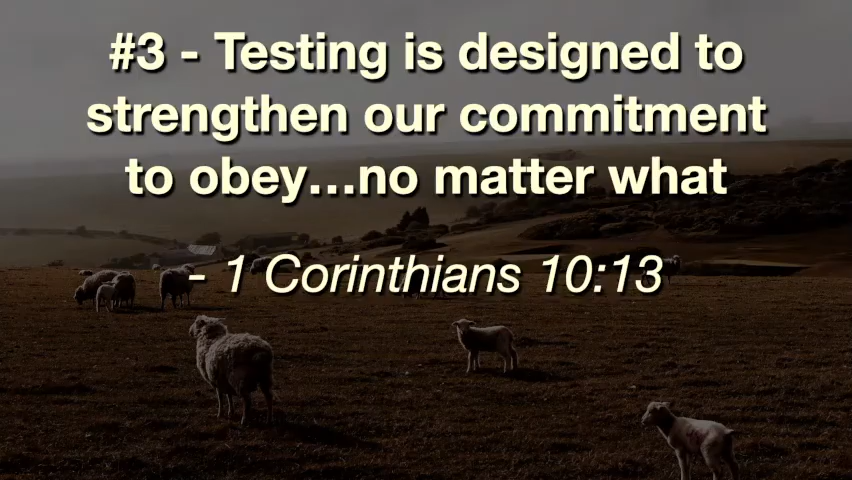 #3 - Testing is designed to
strengthen our commitment
to obey...no matter what
- 1 Corinthians 10:13